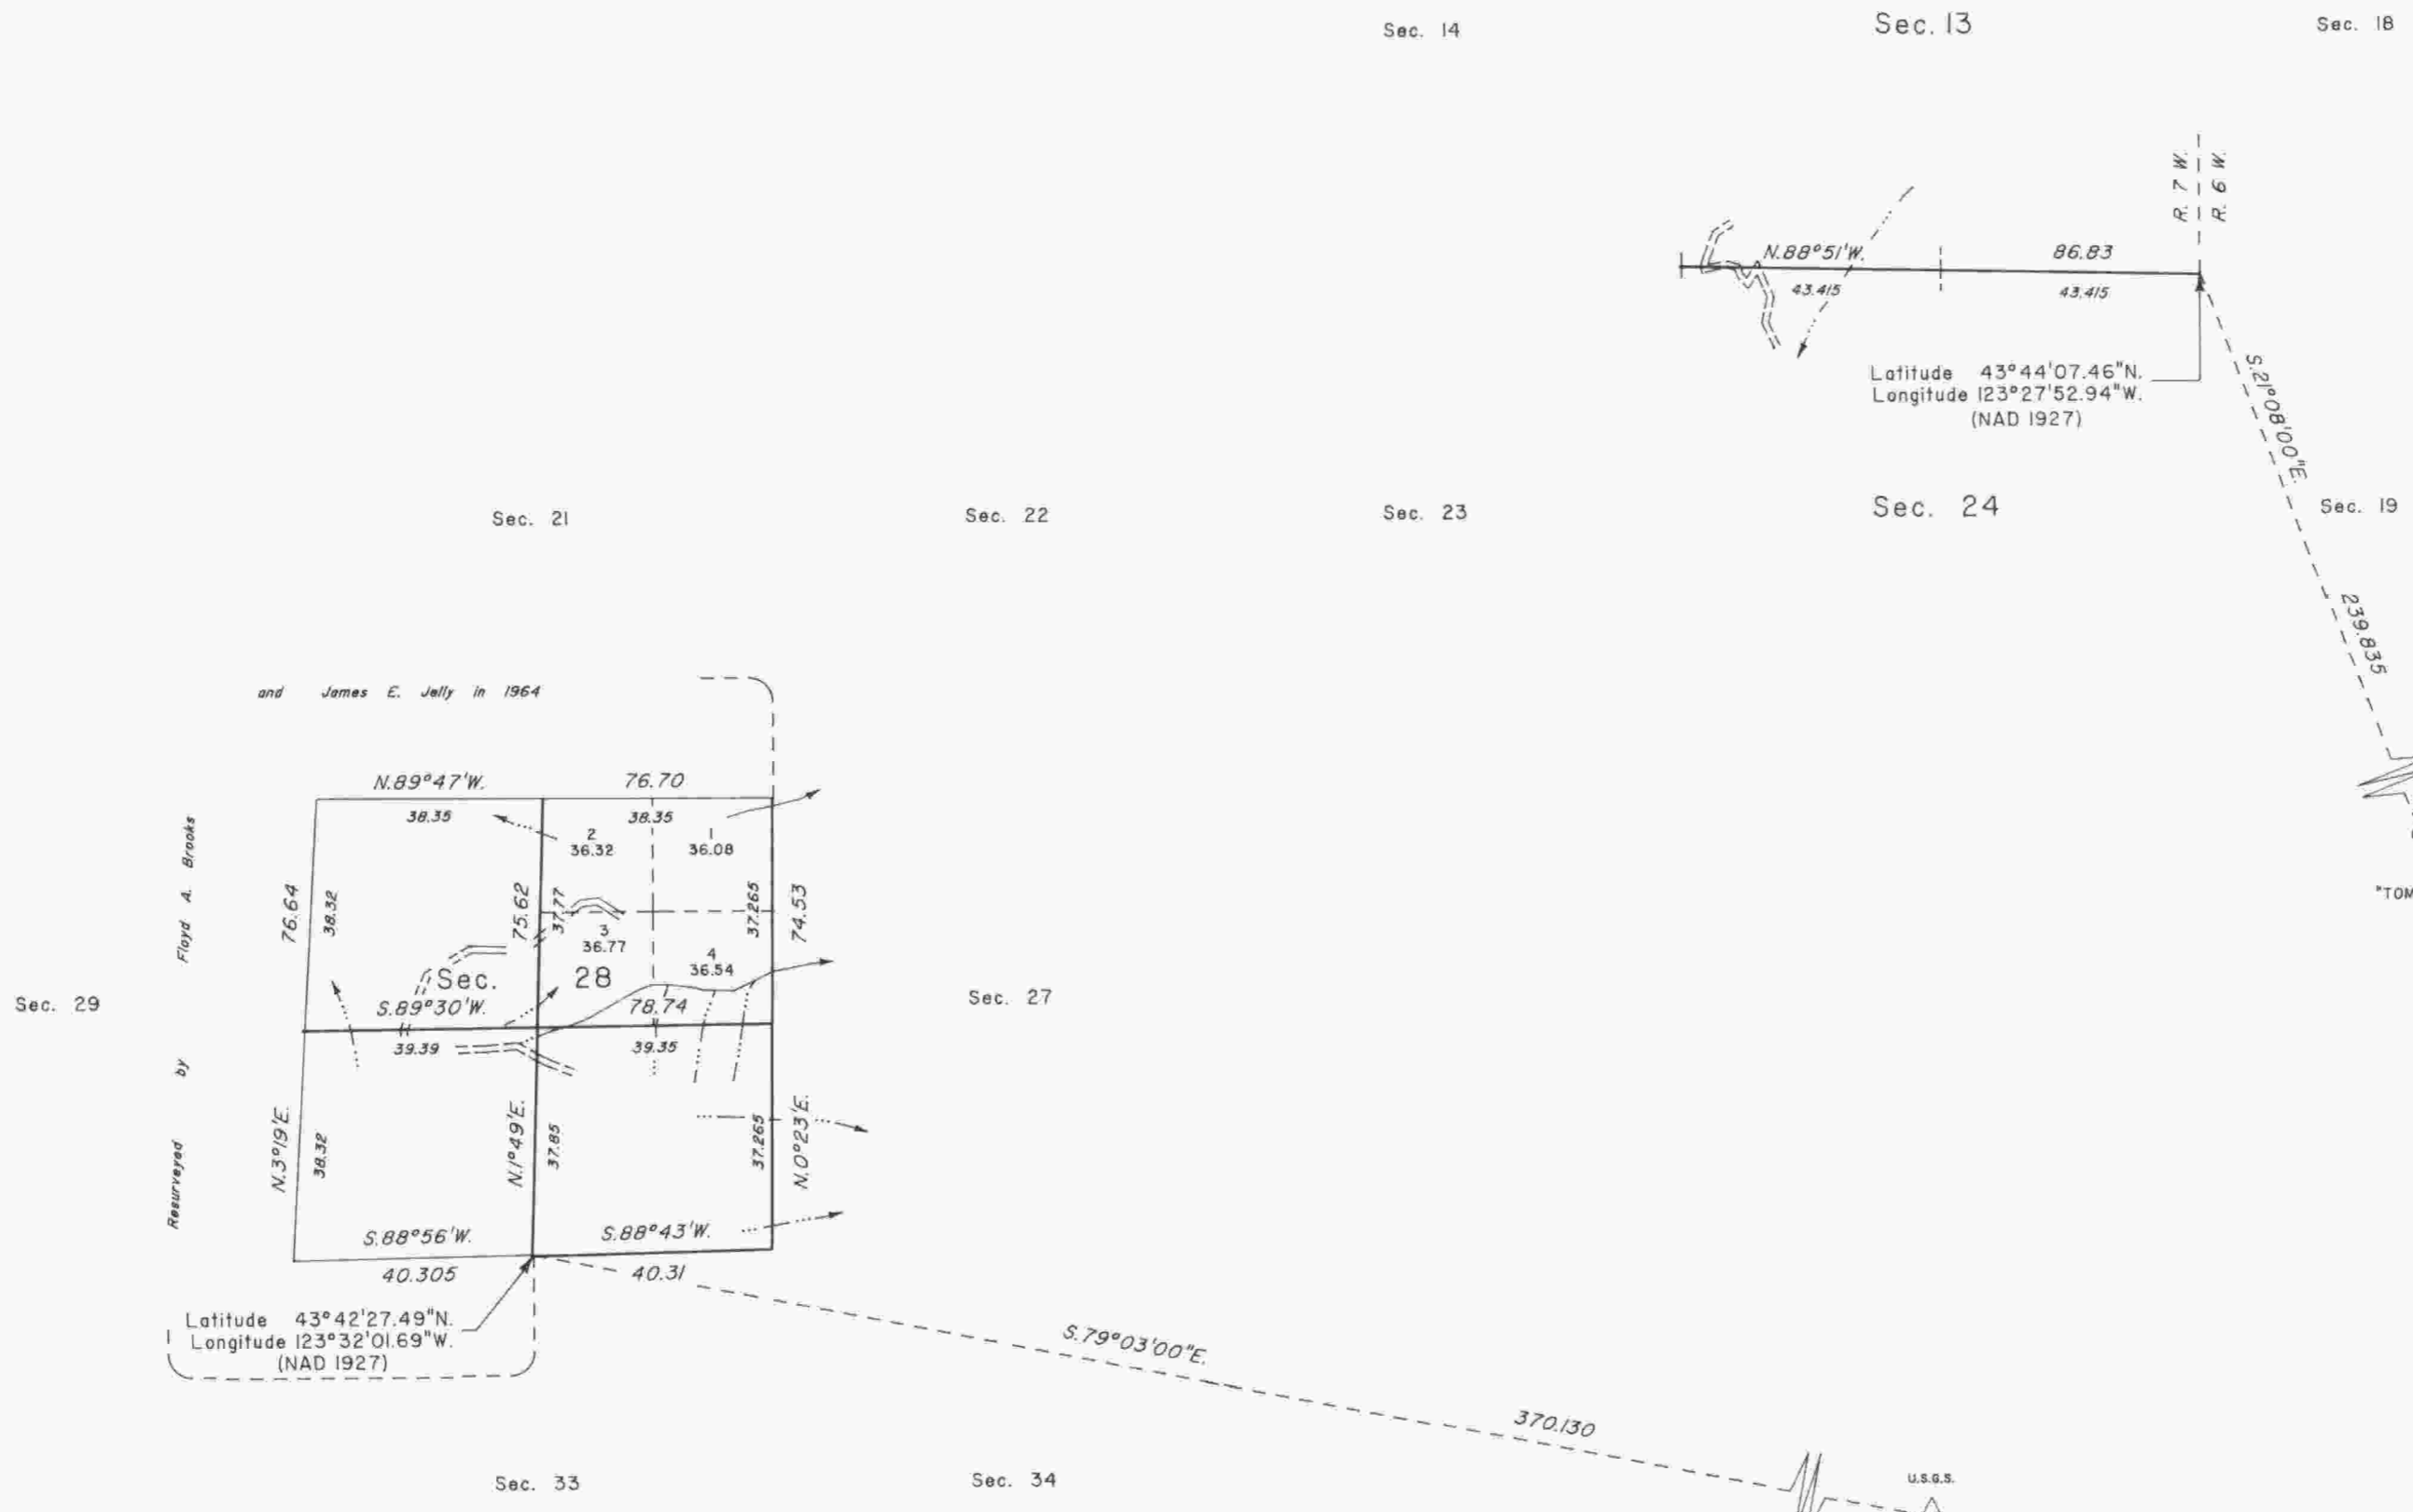 Sec. 14
Sec. 13
Sec. 18
R. 7 W.
R. 6 W.
N.88°51'W.
86.83
43.415
43.415
Latitude 43°44'07.46"N.
Longitude 123°27'52.94"W.
(NAD 1927)
S.21°08'00"E.
239.835
Sec. 21
Sec. 22
Sec. 23
Sec. 24
Sec. 19
and James E. Jelly in 1964
Resurveyed by Floyd A. Brooks
N.89°47'W.
76.70
38.35
38.35
2
36.32
1
36.08
76.64
38.32
75.62
37.77
37.265
74.53
3
36.77
4
36.54
Sec. 28
S.89°30'W.
78.74
39.39
39.35
Sec. 29
Sec. 27
N.3°19'E.
38.32
N.1°49'E.
37.85
37.265
N.0°23'E.
S.88°56'W.
S.88°43'W.
40.305
40.31
Latitude 43°42'27.49"N.
Longitude 123°32'01.69"W.
(NAD 1927)
S.79°03'00"E.
370.130
"TOM
Sec. 33
Sec. 34
U.S.G.S.